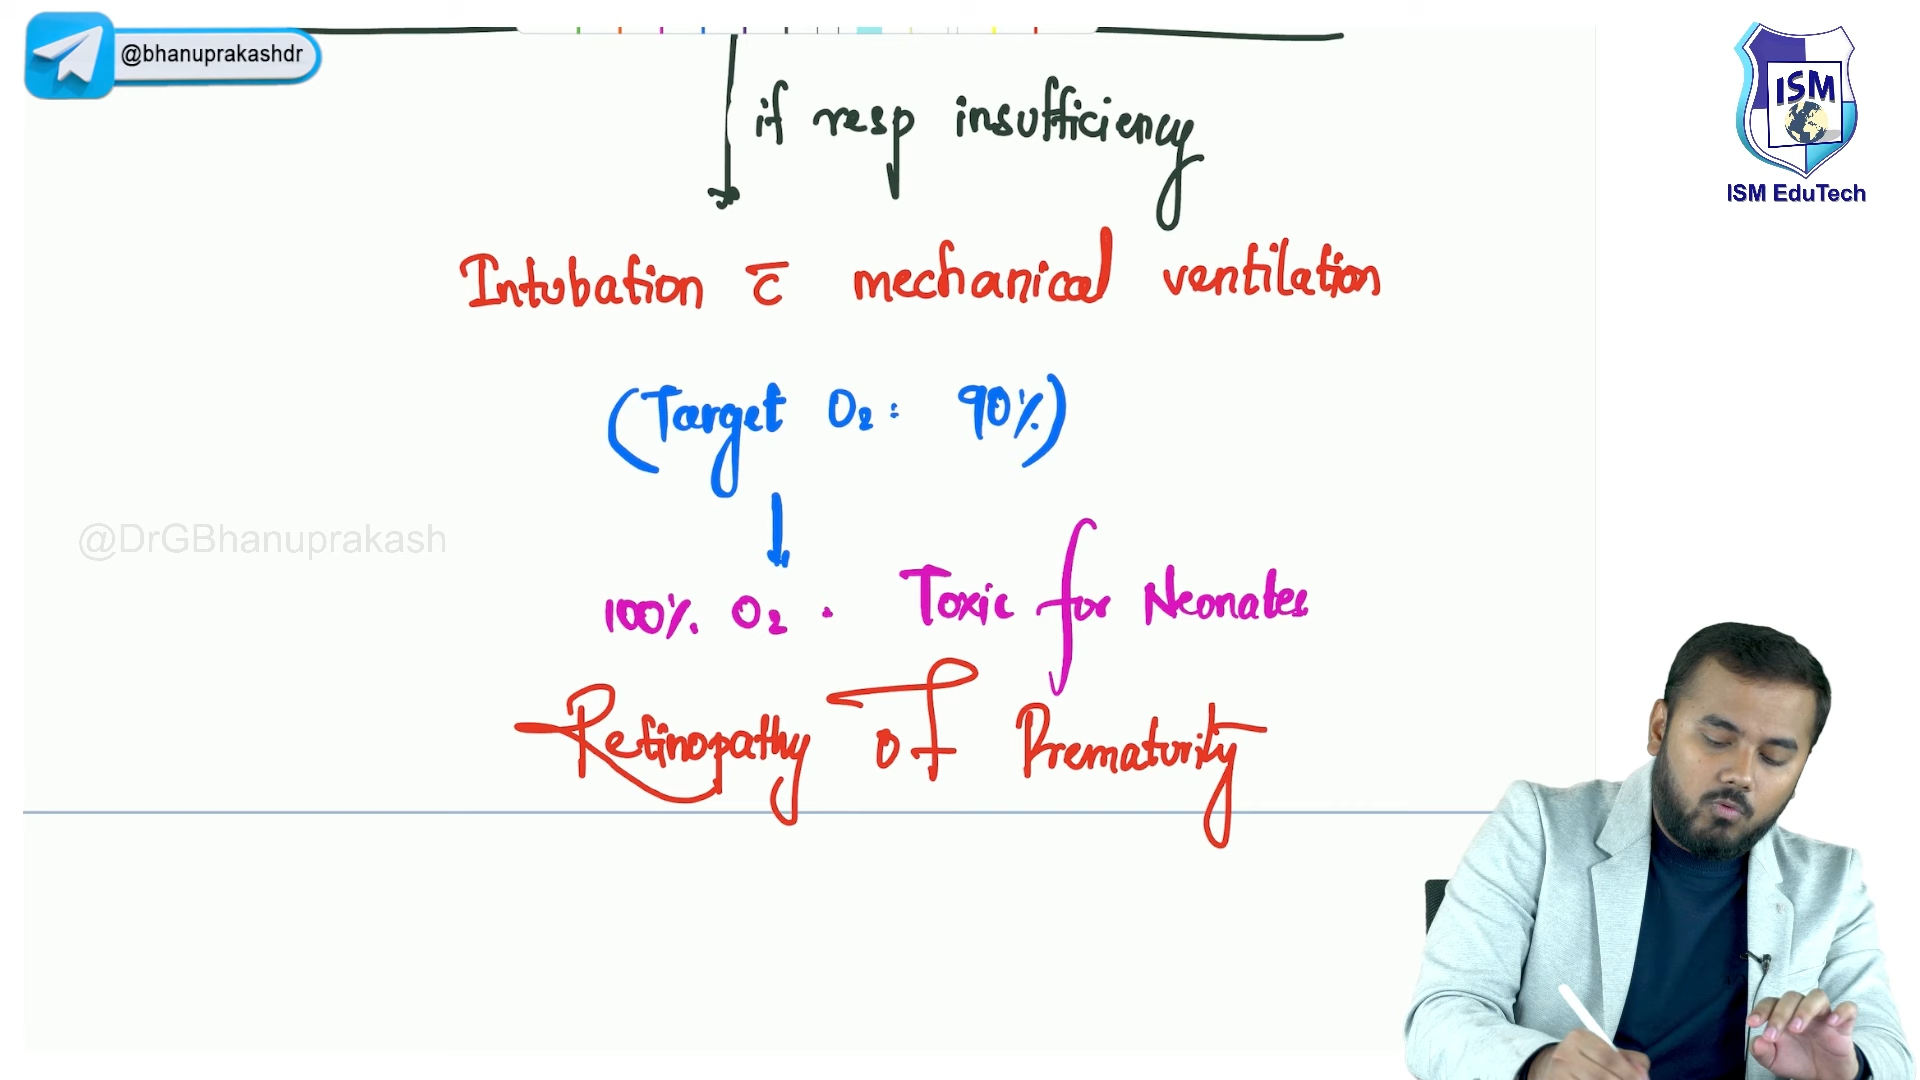 @bhanuprakashdr
ISM
ISM EduTech
if resp insufficiency
Intubation c̄ mechanical ventilation
(Target O₂: 90%)
@DrGBhanuprakash
100% O₂. Toxic for Neonates
Retinopathy of Prematurity